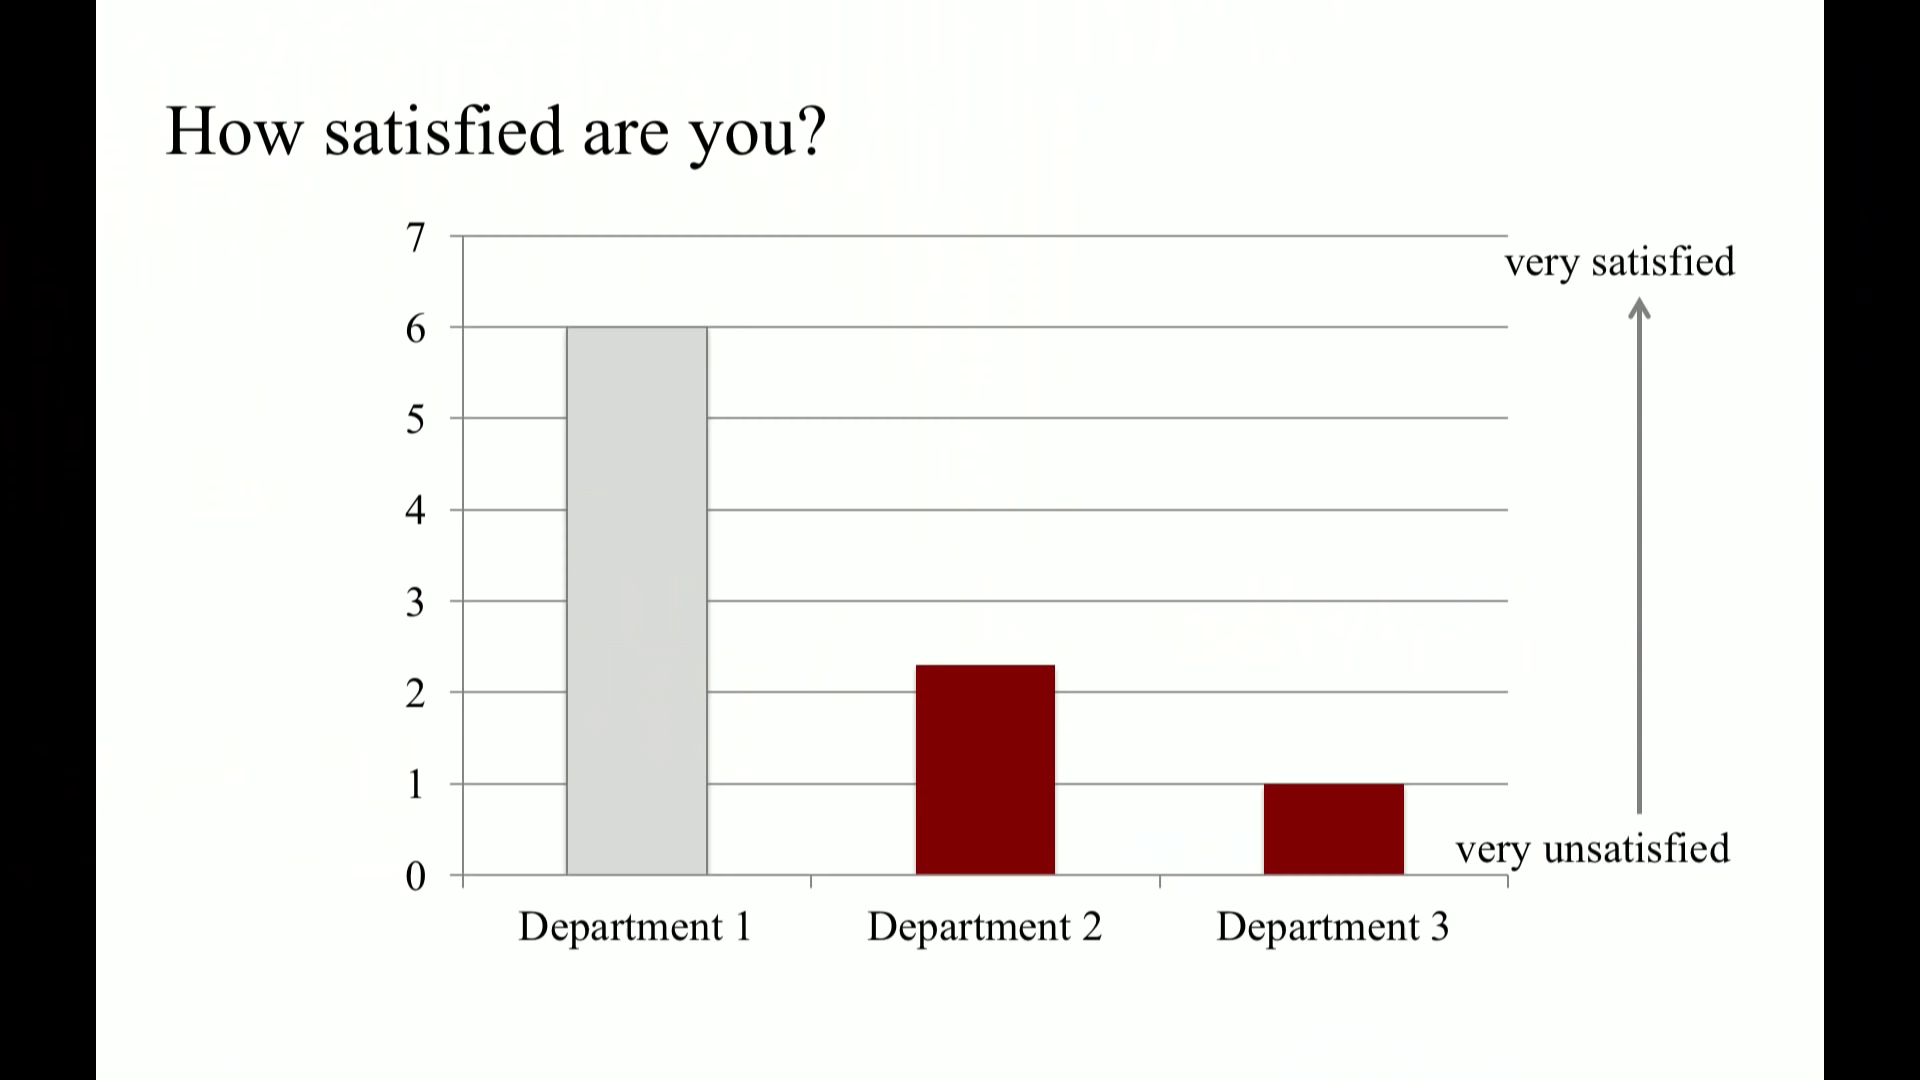 How satisfied are you?
7
very satisfied
6
5
4
3
2
1
very unsatisfied
0
Department 1 Department 2 Department 3